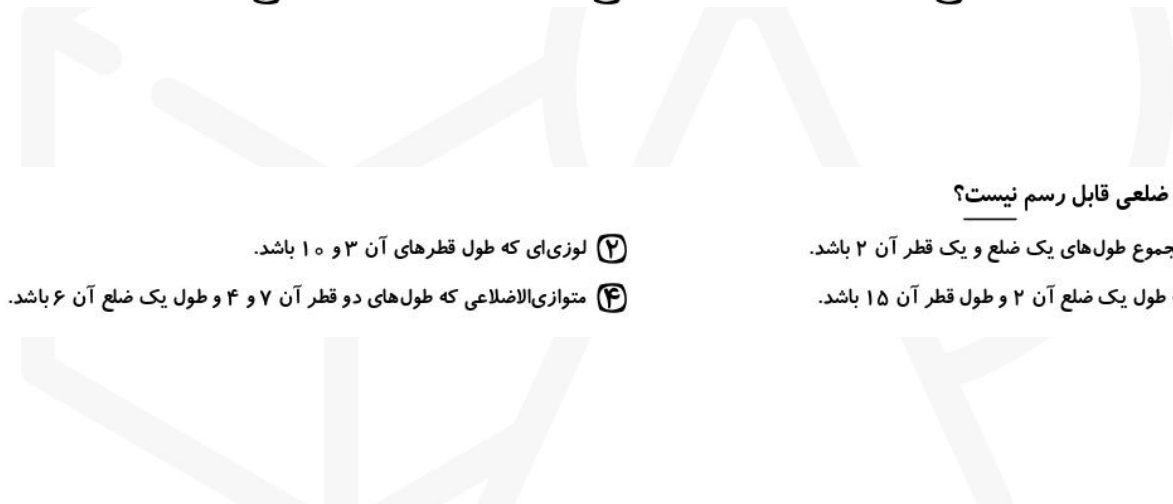 ضلعی قابل رسم نیست؟
جموع طول‌های یک ضلع و یک قطر آن ۲ باشد.
۲ لوزی‌ای که طول قطرهای آن ۳ و ۱۰ باشد.
طول یک ضلع آن ۲ و طول قطر آن ۱۵ باشد.
۴ متوازی‌الاضلاعی که طول‌های دو قطر آن ۷ و ۴ و طول یک ضلع آن ۶ باشد.